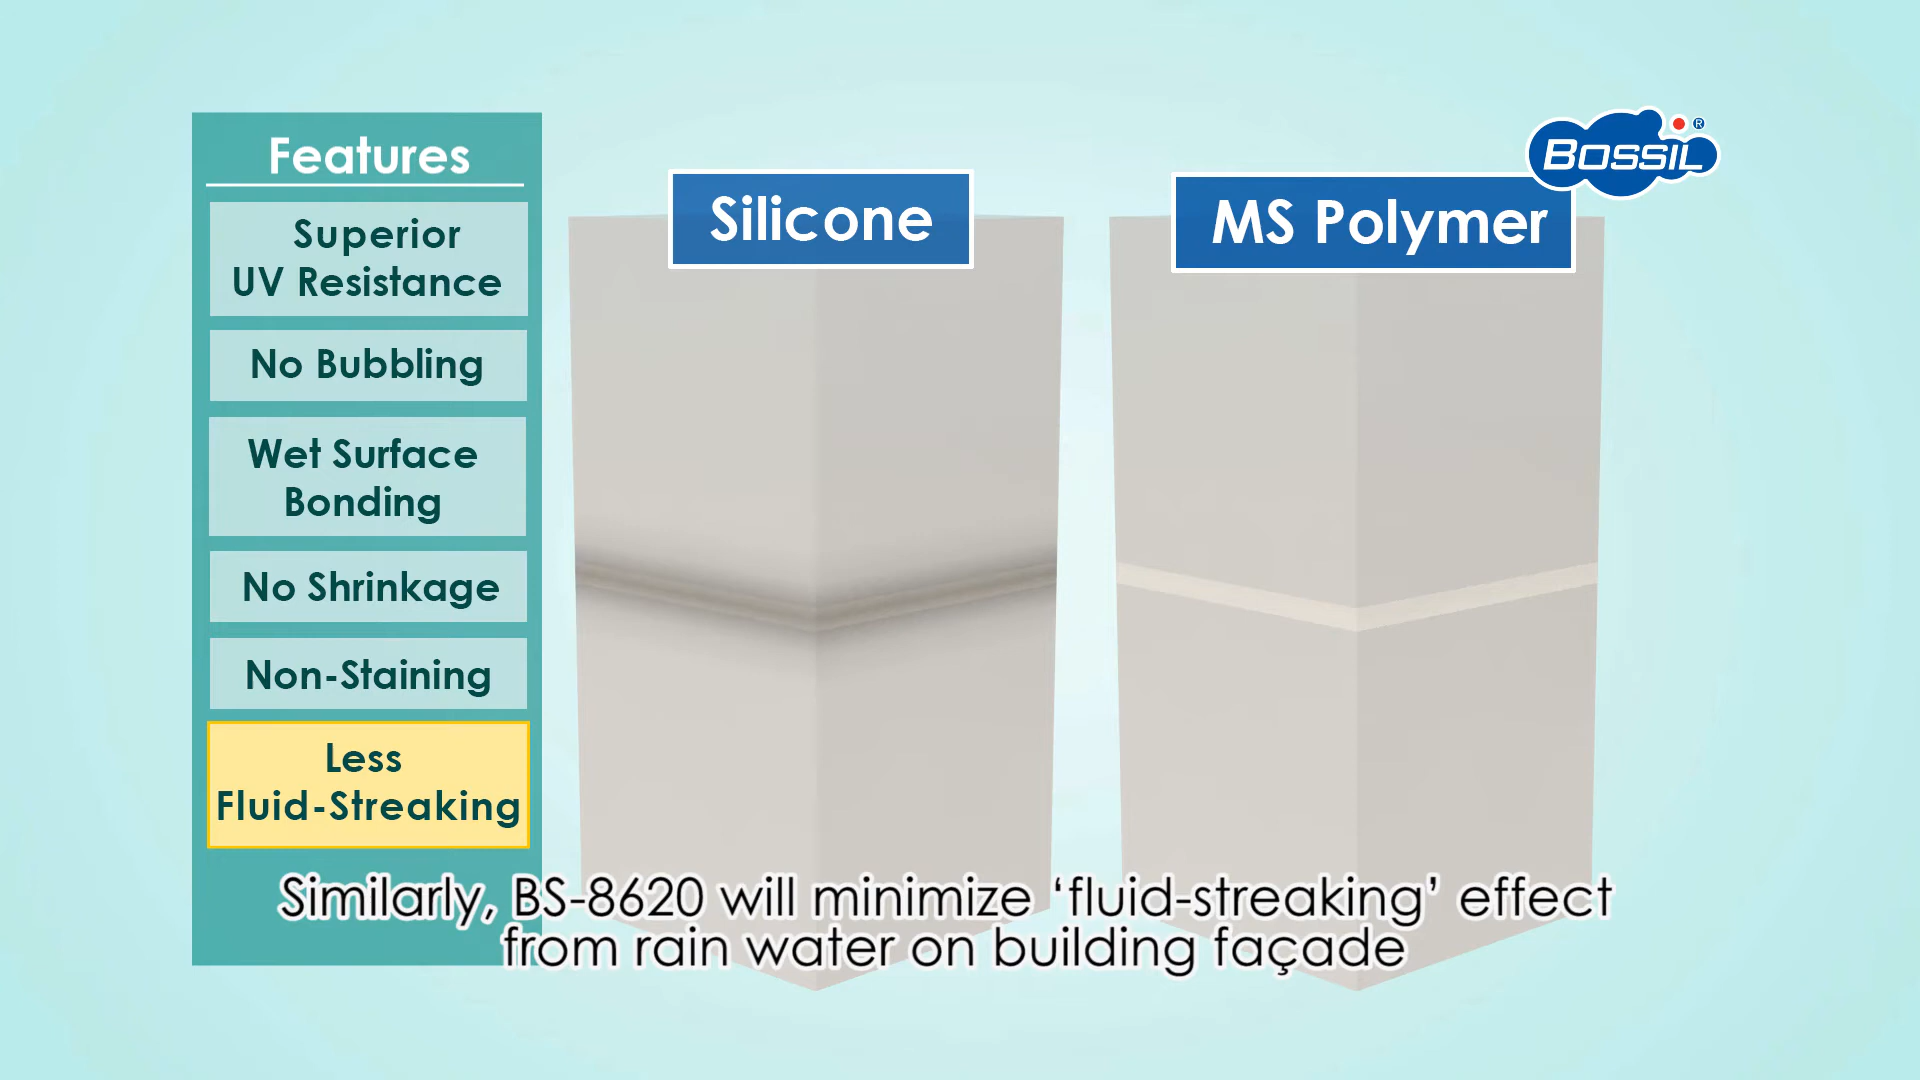 Features
Superior
UV Resistance
No Bubbling
Wet Surface
Bonding
No Shrinkage
Non-Staining
Less
Fluid-Streaking
Silicone
MS Polymer
BOSSIL®
Similarly, BS-8620 will minimize ‘fluid-streaking’ effect
from rain water on building façade